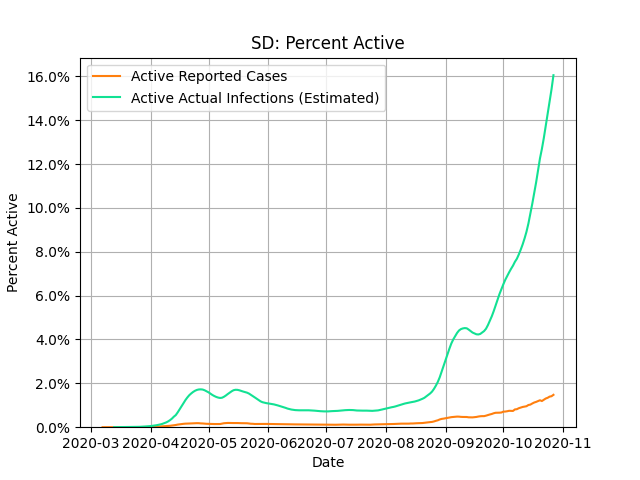 SD: Percent Active
Active Reported Cases
Active Actual Infections (Estimated)
Percent Active
16.0%
14.0%
12.0%
10.0%
8.0%
6.0%
4.0%
2.0%
0.0%
2020-03 2020-04 2020-05 2020-06 2020-07 2020-08 2020-09 2020-10 2020-11
Date